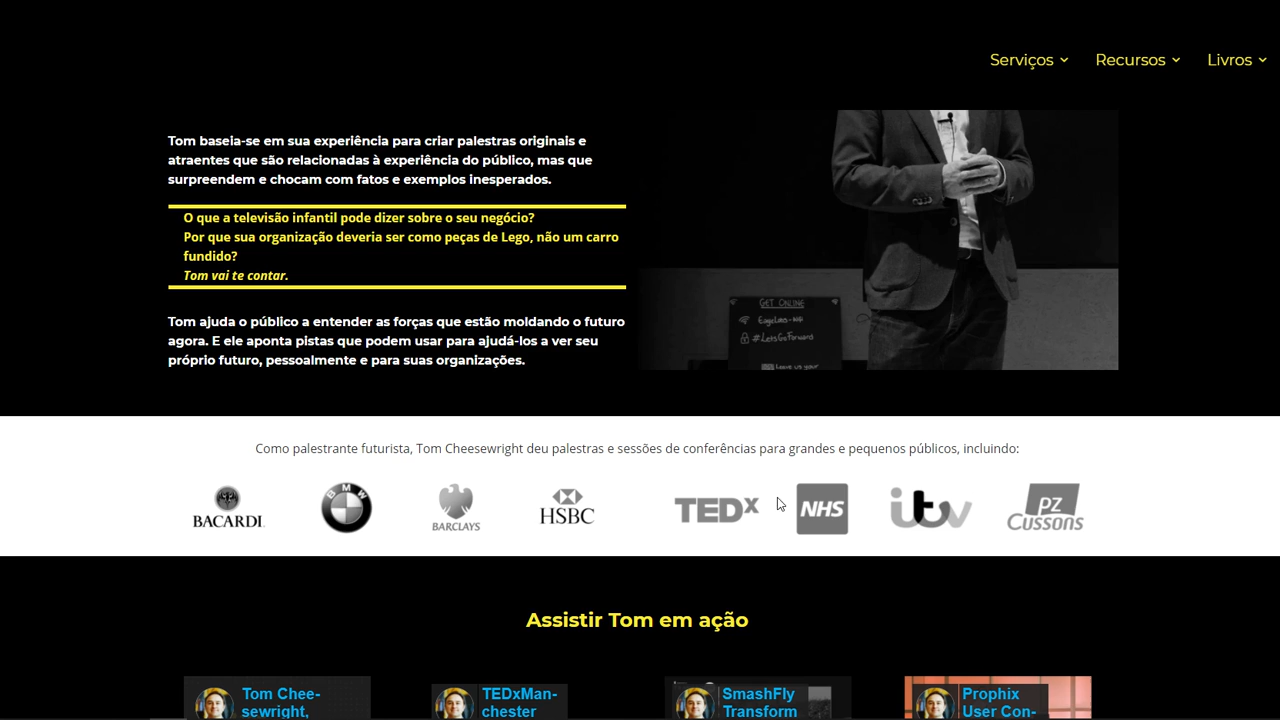 Serviços
Recursos
Livros
Tom baseia-se em sua experiência para criar palestras originais e
atraentes que são relacionadas à experiência do público, mas que
surpreendem e chocam com fatos e exemplos inesperados.
O que a televisão infantil pode dizer sobre o seu negócio?
Por que sua organização deveria ser como peças de Lego, não um carro
fundido?
Tom vai te contar.
Tom ajuda o público a entender as forças que estão moldando o futuro
agora. E ele aponta pistas que podem usar para ajudá-los a ver seu
próprio futuro, pessoalmente e para suas organizações.
GET ONLINE
#LetsGoForward
Leave us your
Como palestrante futurista, Tom Cheesewright deu palestras e sessões de conferências para grandes e pequenos públicos, incluindo:
BACARDI.
BMW
BARCLAYS
HSBC
TEDx
NHS
itv
PZ
Cussons
Assistir Tom em ação
Tom Chee-
sewright,
TEDxMan-
chester
SmashFly
Transform
Prophix
User Con-